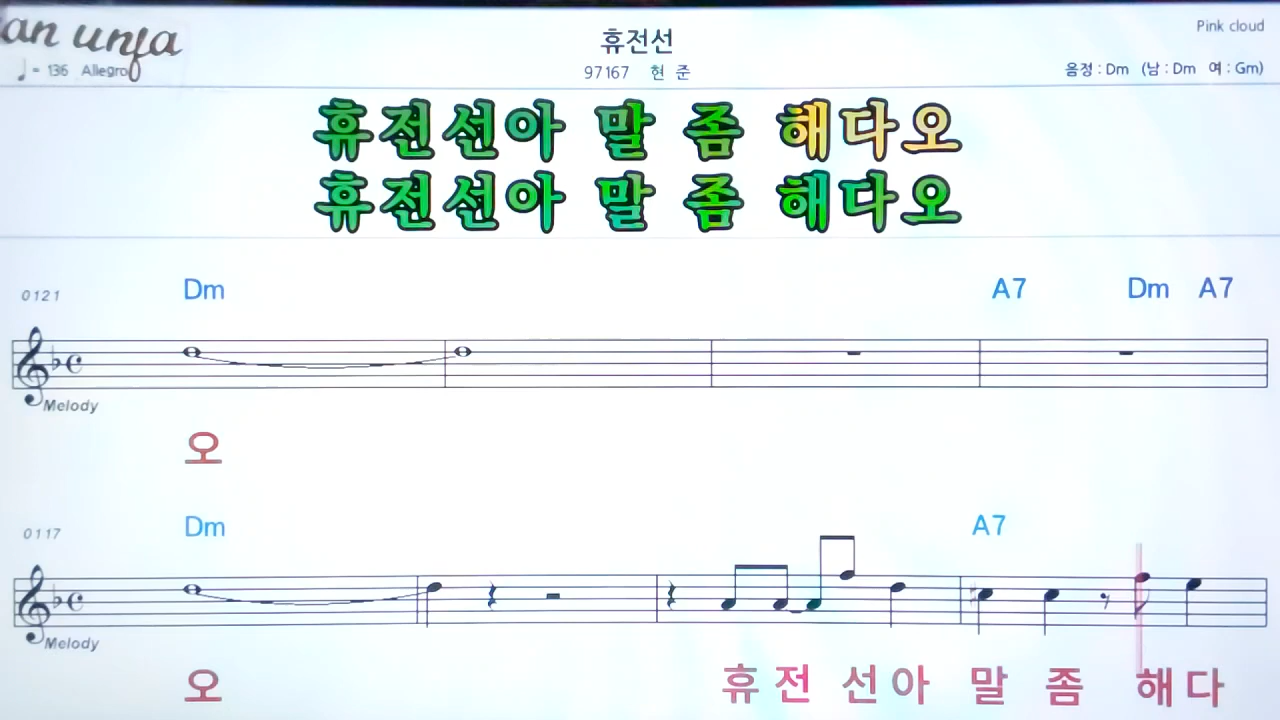 휴전선
Pink cloud
♩= 136 Allegro
97167 현 준
음정 : Dm (남 : Dm 여 : Gm)
휴전선아 말 좀 해다오
휴전선아 말 좀 해다오
0121 Dm A7 Dm A7
Melody
오
0117 Dm A7
Melody
오 휴 전 선 아 말 좀 해 다